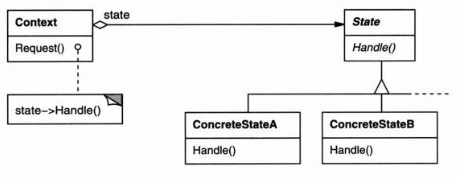 Context
Request()
state
State
Handle()
state->Handle()
ConcreteStateA
Handle()
ConcreteStateB
Handle()